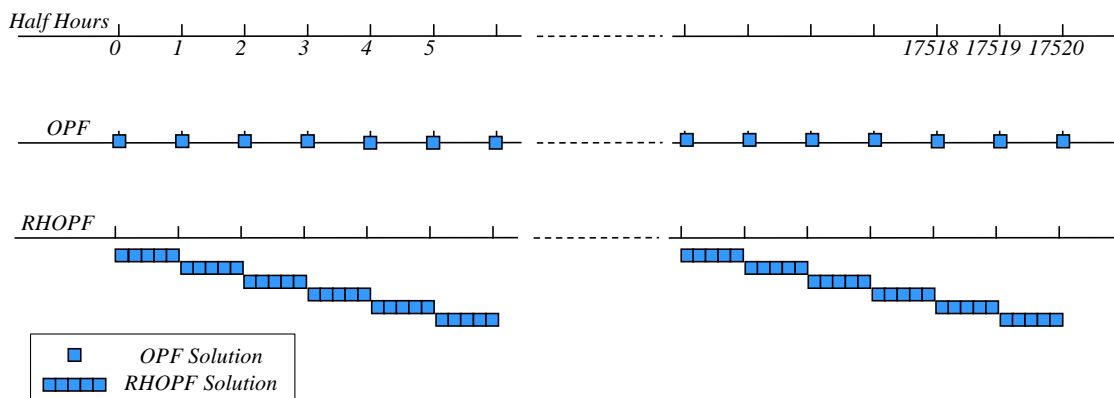 Half Hours
0 1 2 3 4 5 17518 17519 17520
OPF
RHOPF
OPF Solution
RHOPF Solution